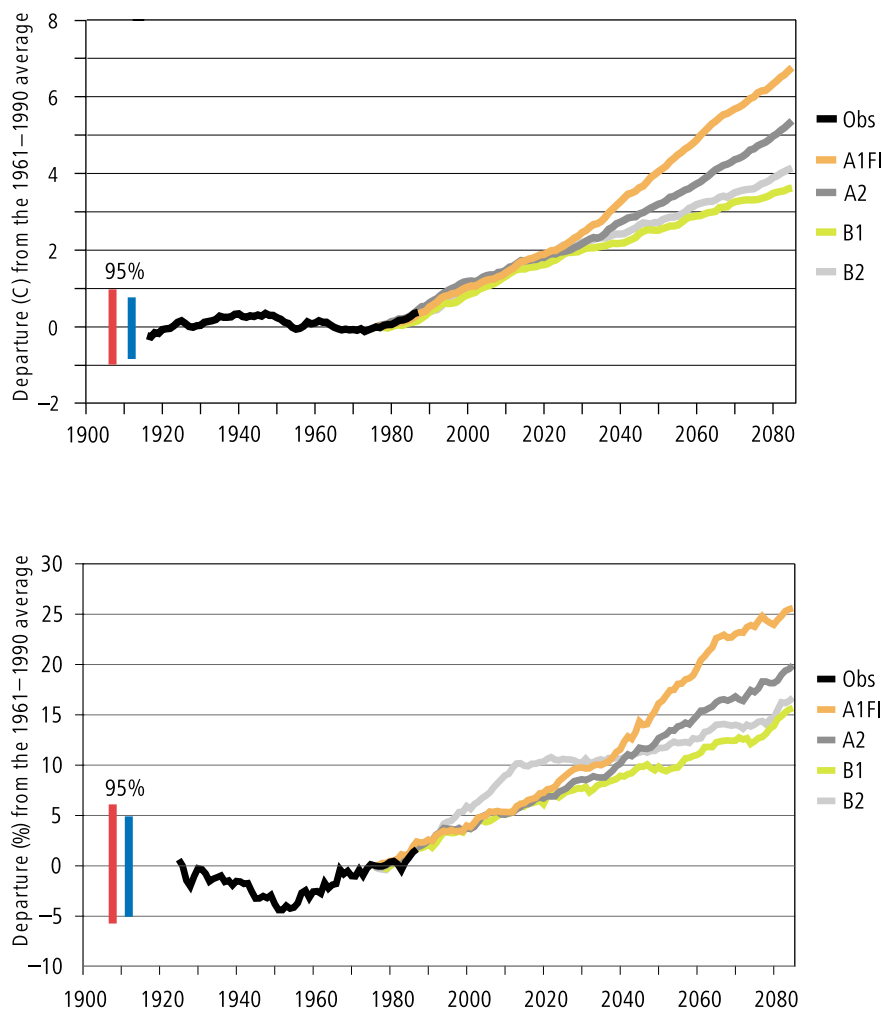 Departure (C) from the 1961–1990 average
8
6
4
2
0
–2
95%
1900 1920 1940 1960 1980 2000 2020 2040 2060 2080
Obs
A1FI
A2
B1
B2
Departure (%) from the 1961–1990 average
30
25
20
15
10
5
0
–5
–10
95%
1900 1920 1940 1960 1980 2000 2020 2040 2060 2080
Obs
A1FI
A2
B1
B2